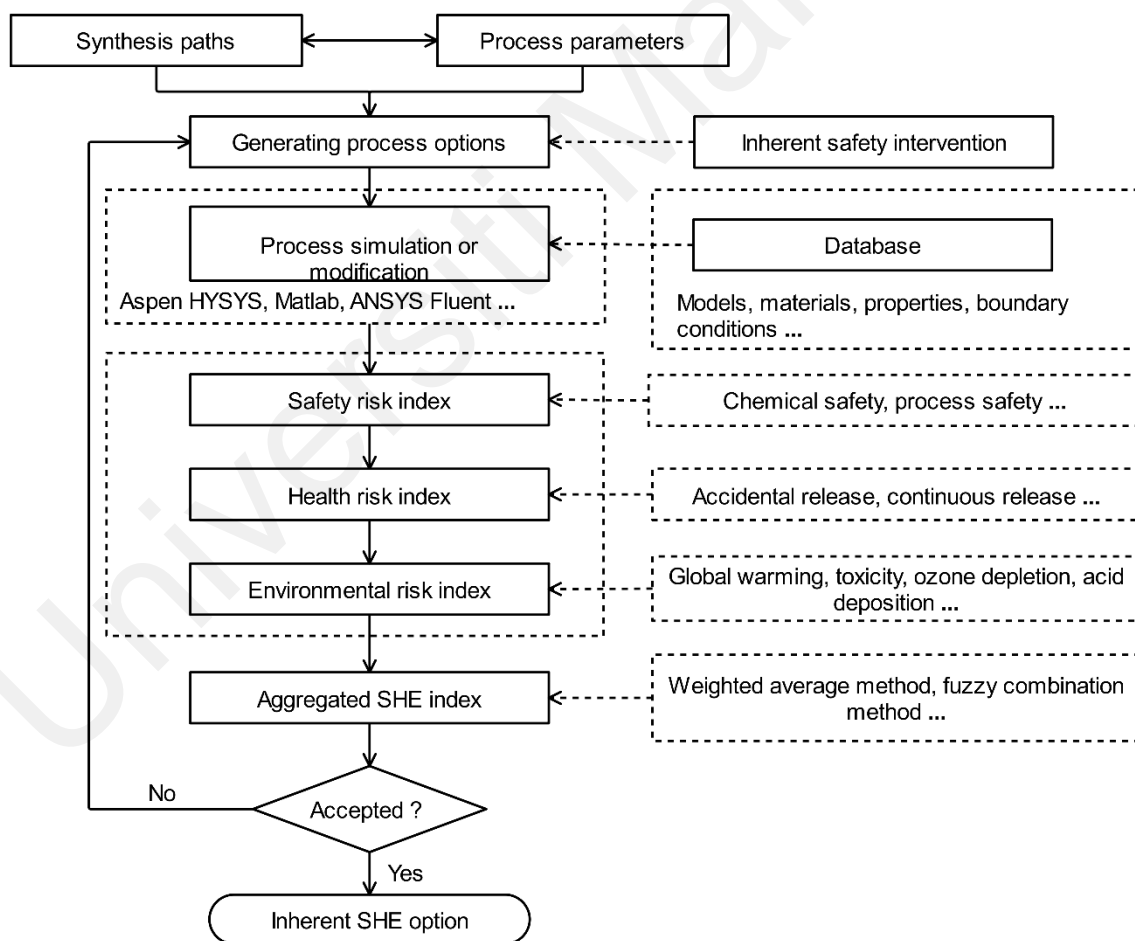 Synthesis paths
Process parameters
Generating process options
Inherent safety intervention
Process simulation or
modification
Database
Aspen HYSYS, Matlab, ANSYS Fluent ...
Models, materials, properties, boundary
conditions ...
Safety risk index
Chemical safety, process safety ...
Health risk index
Accidental release, continuous release ...
Environmental risk index
Global warming, toxicity, ozone depletion, acid
deposition ...
Aggregated SHE index
Weighted average method, fuzzy combination
method ...
No
Accepted ?
Yes
Inherent SHE option
Universiti Ma